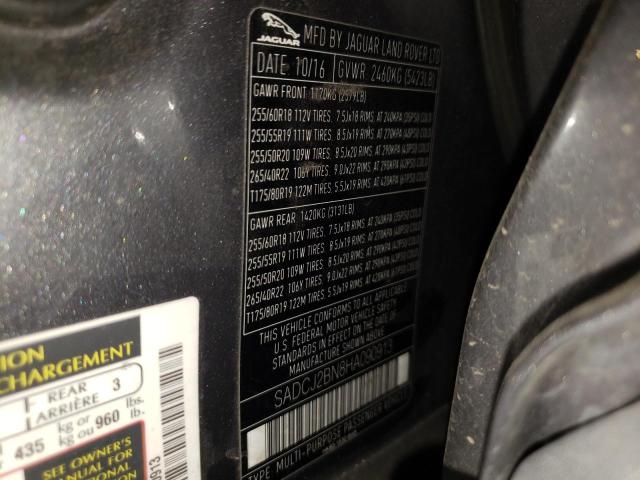 JAGUAR
MFD BY JAGUAR LAND ROVER LTD
DATE 10/16 GVWR 2460KG (5423LB)
GAWR FRONT 1170KG (2579LB)
255/60R18 112V TIRES. 7.5Jx18 RIMS. AT 240KPA (35PSI) COLD
255/55R19 111W TIRES. 8.5Jx19 RIMS. AT 270KPA (40PSI) COLD
255/50R20 109W TIRES. 8.5Jx20 RIMS. AT 290KPA (43PSI) COLD
265/40R22 106Y TIRES. 9.0Jx22 RIMS. AT 290KPA (43PSI) COLD
T175/80R19 122M TIRES. 5.5Jx19 RIMS. AT 420KPA (61PSI) COLD
GAWR REAR 1420KG (3131LB)
255/60R18 112V TIRES. 7.5Jx18 RIMS. AT 240KPA (35PSI) COLD
255/55R19 111W TIRES. 8.5Jx19 RIMS. AT 270KPA (40PSI) COLD
255/50R20 109W TIRES. 8.5Jx20 RIMS. AT 290KPA (42PSI) COLD
265/40R22 106Y TIRES. 9.0Jx22 RIMS. AT 290KPA (42PSI) COLD
T175/80R19 122M TIRES. 5.5Jx19 RIMS. AT 420KPA (61PSI) COLD
THIS VEHICLE CONFORMS TO ALL APPLICABLE
U.S. FEDERAL MOTOR VEHICLE SAFETY
STANDARDS IN EFFECT ON THE DATE OF
MANUFACTURE SHOWN ABOVE
SADCJ2BN8HA090913
TYPE MULTI-PURPOSE PASSENGER VEHICLE
CHARGEMENT
REAR
ARRIÈRE 3
435 kg or
kg ou 960 lb.
lb.
SEE OWNER'S
MANUAL FOR
ADDITIONAL
0913